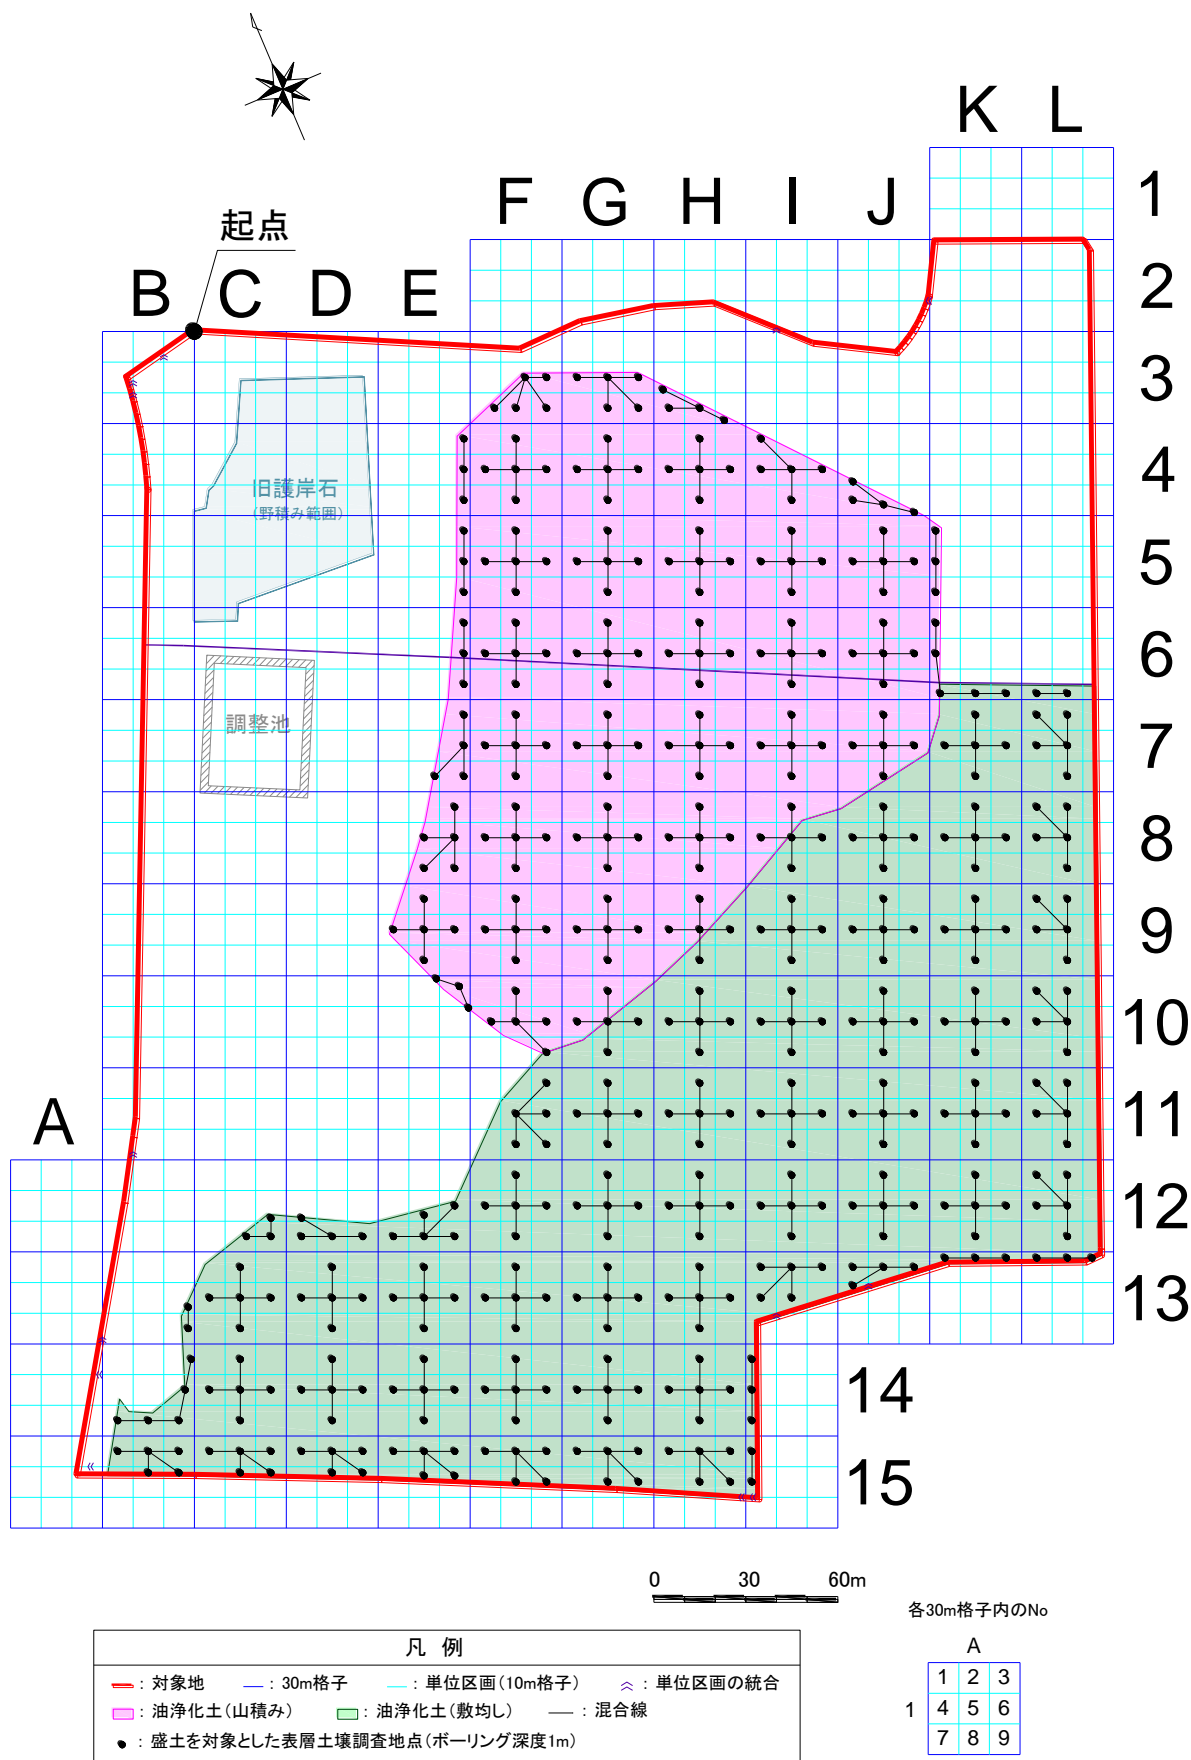 K L
1
F G H I J
起点
2
B C D E
3
4
旧護岸石
(野積み範囲)
5
6
調整池
7
8
9
10
A
11
12
13
14
15
0 30 60m
各30m格子内のNo
A
1 2 3
1 4 5 6
7 8 9
凡 例
：対象地 ：30m格子 ：単位区画(10m格子) ：単位区画の統合
：油浄化土(山積み) ：油浄化土(敷均し) ：混合線
：盛土を対象とした表層土壌調査地点(ボーリング深度1m)